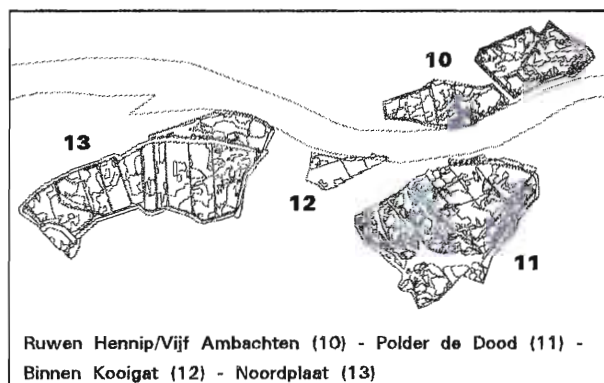 10
13
12
11
Ruwen Hennip/Vijf Ambachten (10) - Polder de Dood (11) -
Binnen Kooigat (12) - Noordplaat (13)